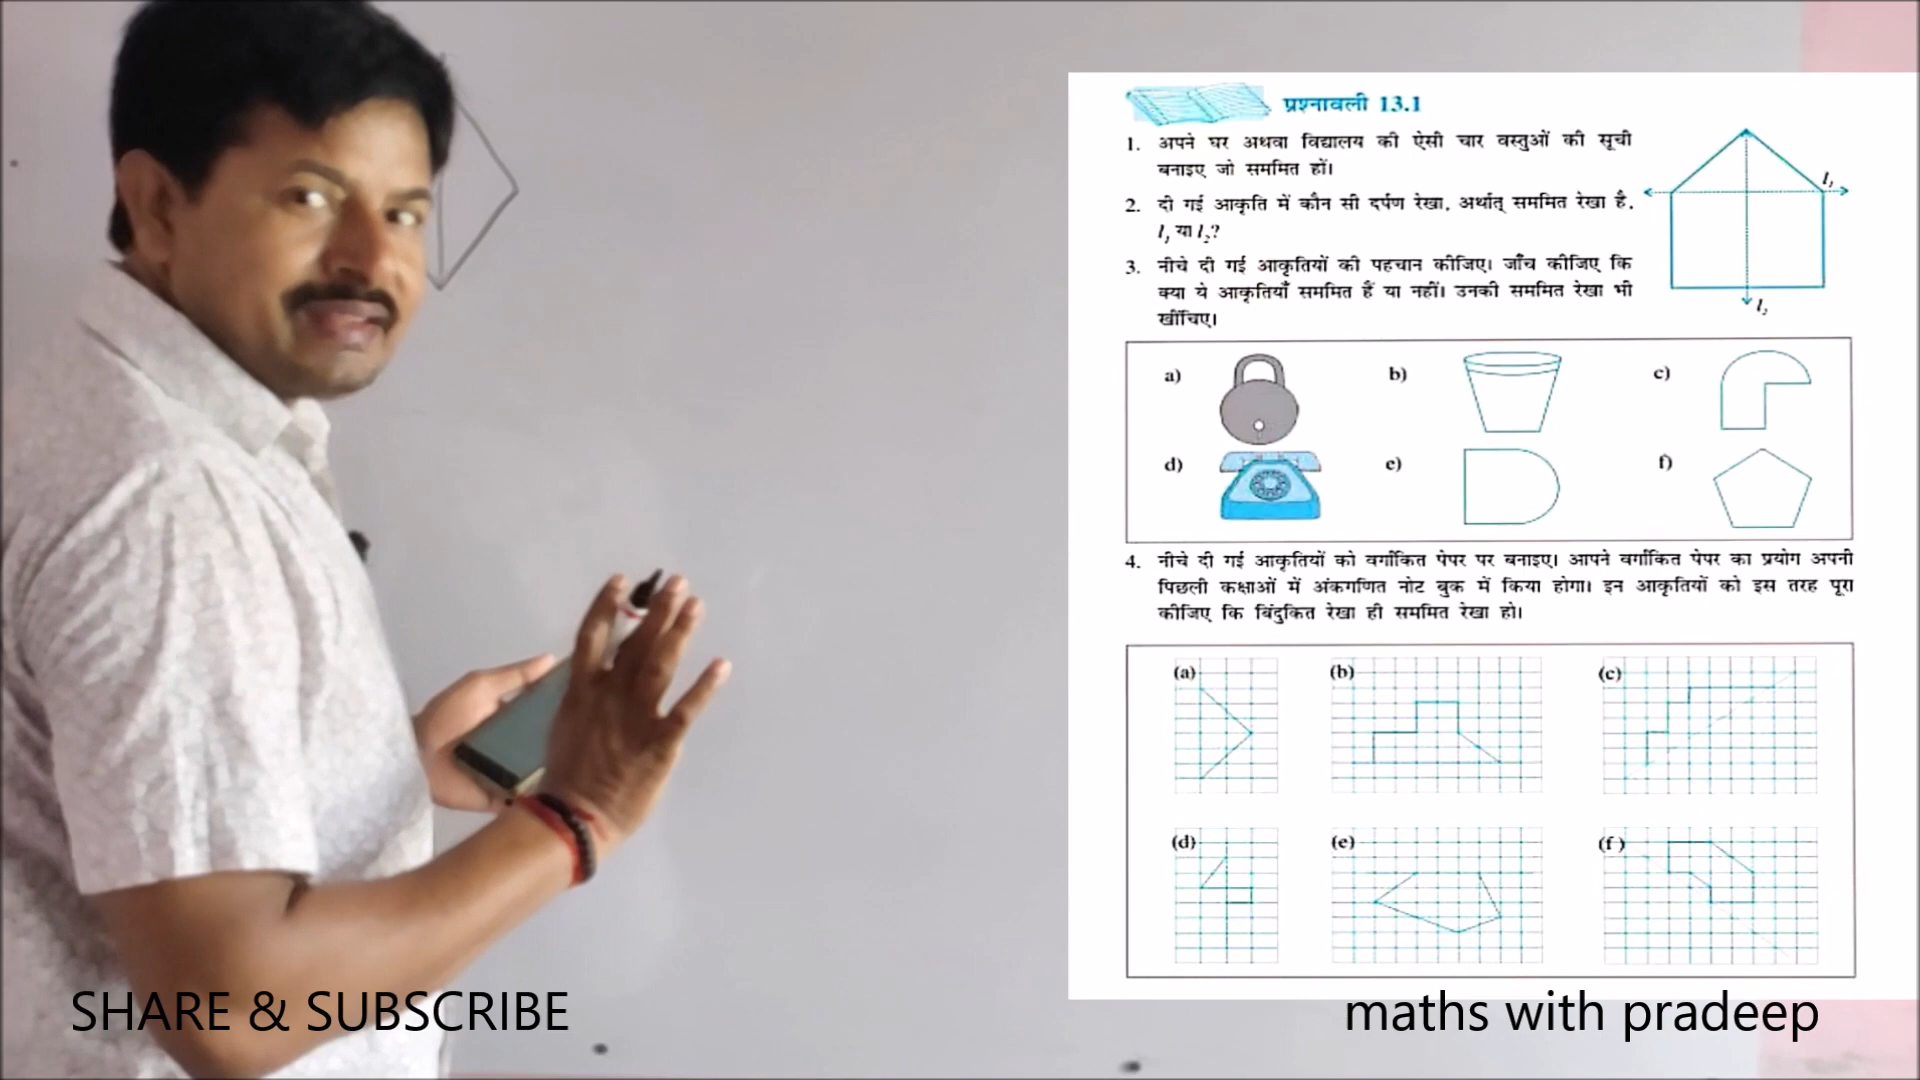 प्रश्नावली 13.1
1. अपने घर अथवा विद्यालय की ऐसी चार वस्तुओं की सूची
बनाइए जो सममित हों।
2. दी गई आकृति में कौन सी दर्पण रेखा, अर्थात् सममित रेखा है,
l₁ या l₂?
l₁
l₂
3. नीचे दी गई आकृतियों की पहचान कीजिए। जाँच कीजिए कि
क्या ये आकृतियाँ सममित हैं या नहीं। उनकी सममित रेखा भी
खींचिए।
a) b) c)
d) e) f)
4. नीचे दी गई आकृतियों को वर्गांकित पेपर पर बनाइए। आपने वर्गांकित पेपर का प्रयोग अपनी
पिछली कक्षाओं में अंकगणित नोट बुक में किया होगा। इन आकृतियों को इस तरह पूरा
कीजिए कि बिंदुकित रेखा ही सममित रेखा हो।
(a) (b) (c)
(d) (e) (f)
SHARE & SUBSCRIBE
maths with pradeep